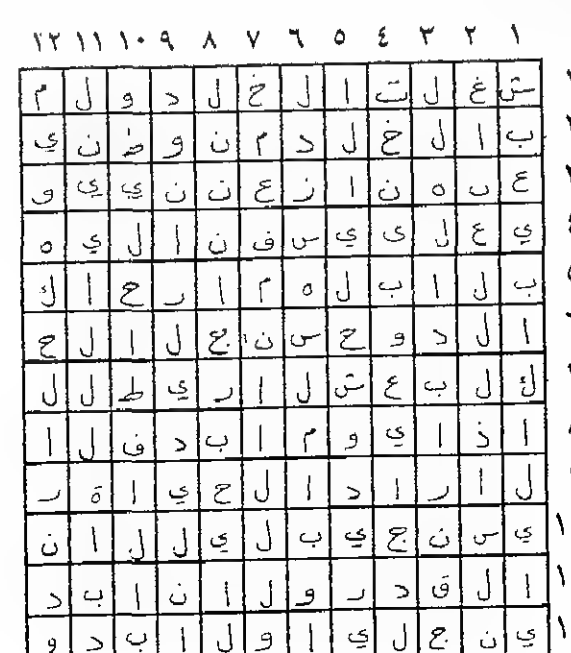 ١ ٢ ٣ ٤ ٥ ٦ ٧ ٨ ٩ ١٠ ١١ ١٢
ش غ ل ت ا ل خ ل د و ل م
ب ا ل خ ل د م ن و ط ن ي
ع ن ه ن ا ز ع ت ن ي ي و
ي ع ل ى ي س ف ن ا ل ي ه
ب ل ا ب ل ه م ا ر ح ا ك
ا ل د و ح س ن ج ل ا ل ح
ك ل ب ع ش ل ا ر ي ط ل ل
ا ذ ا ي و م ا ب د ف ل ا
ل ا ر ا د ا ل ح ي ا ة ر
ي س ن ج ي ب ل ي ل ل ا ن
ا ل ق د ر و ل ا ن ا ب د
ي ن ج ل ي ا و ل ا ب د و